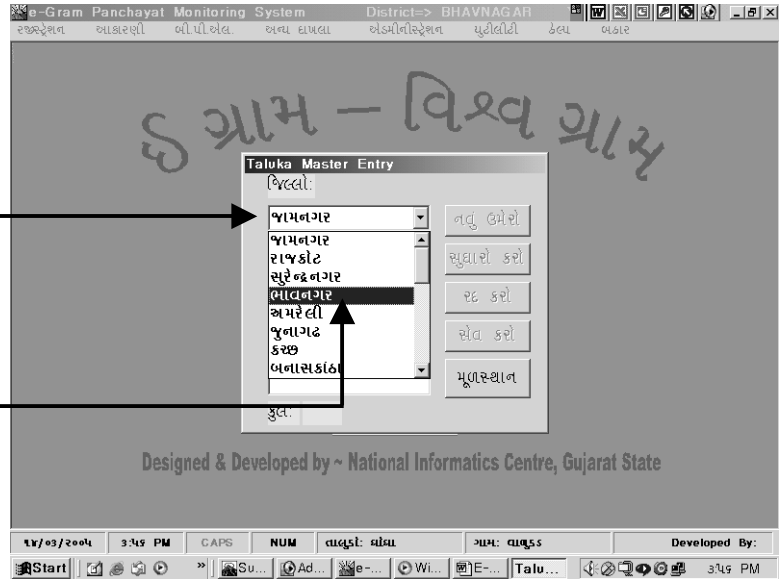 e-Gram Panchayat Monitoring System District=> BHAVNAGAR
રજીસ્ટ્રેશન આકારણી બી.પી.એલ. અન્ય દાખલા એડમીનીસ્ટ્રેશન યુટીલીટી હેલ્પ બહાર
ઇ ગ્રામ – વિશ્વ ગ્રામ
Taluka Master Entry
જિલ્લો:
જામનગર
નવું ઉમેરો
જામનગર
રાજકોટ
સુરેન્દ્રનગર
ભાવનગર
અમરેલી
જુનાગઢ
કચ્છ
બનાસકાંઠા
સુધારો કરો
રદ કરો
સેવ કરો
મૂળસ્થાન
કુલ:
Designed & Developed by ~ National Informatics Centre, Gujarat State
૧૪/૦૩/૨૦૦૫ ૩:૫૬ PM CAPS NUM તાલુકો: ગામ: Developed By:
Start Su... Ad... e-... Wi... E-... Talu... ૩:૫૬ PM